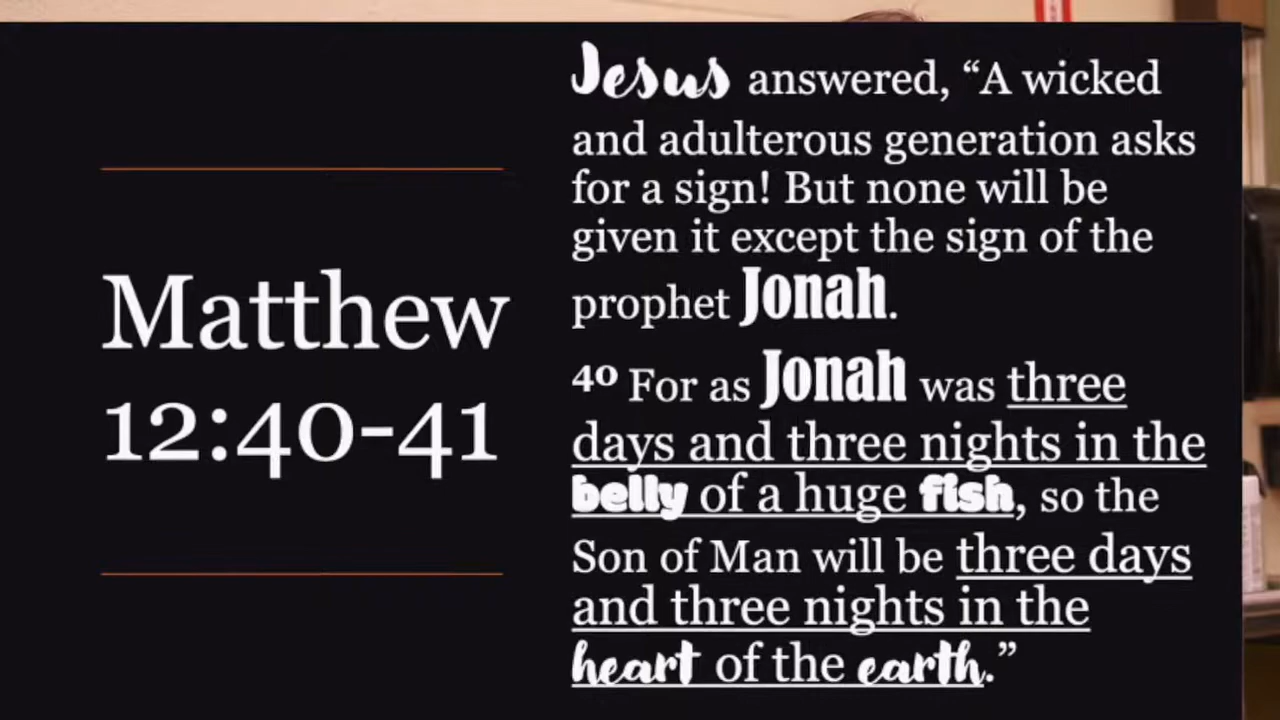 Matthew
12:40-41
Jesus answered, “A wicked
and adulterous generation asks
for a sign! But none will be
given it except the sign of the
prophet Jonah.
40 For as Jonah was three
days and three nights in the
belly of a huge fish, so the
Son of Man will be three days
and three nights in the
heart of the earth.”